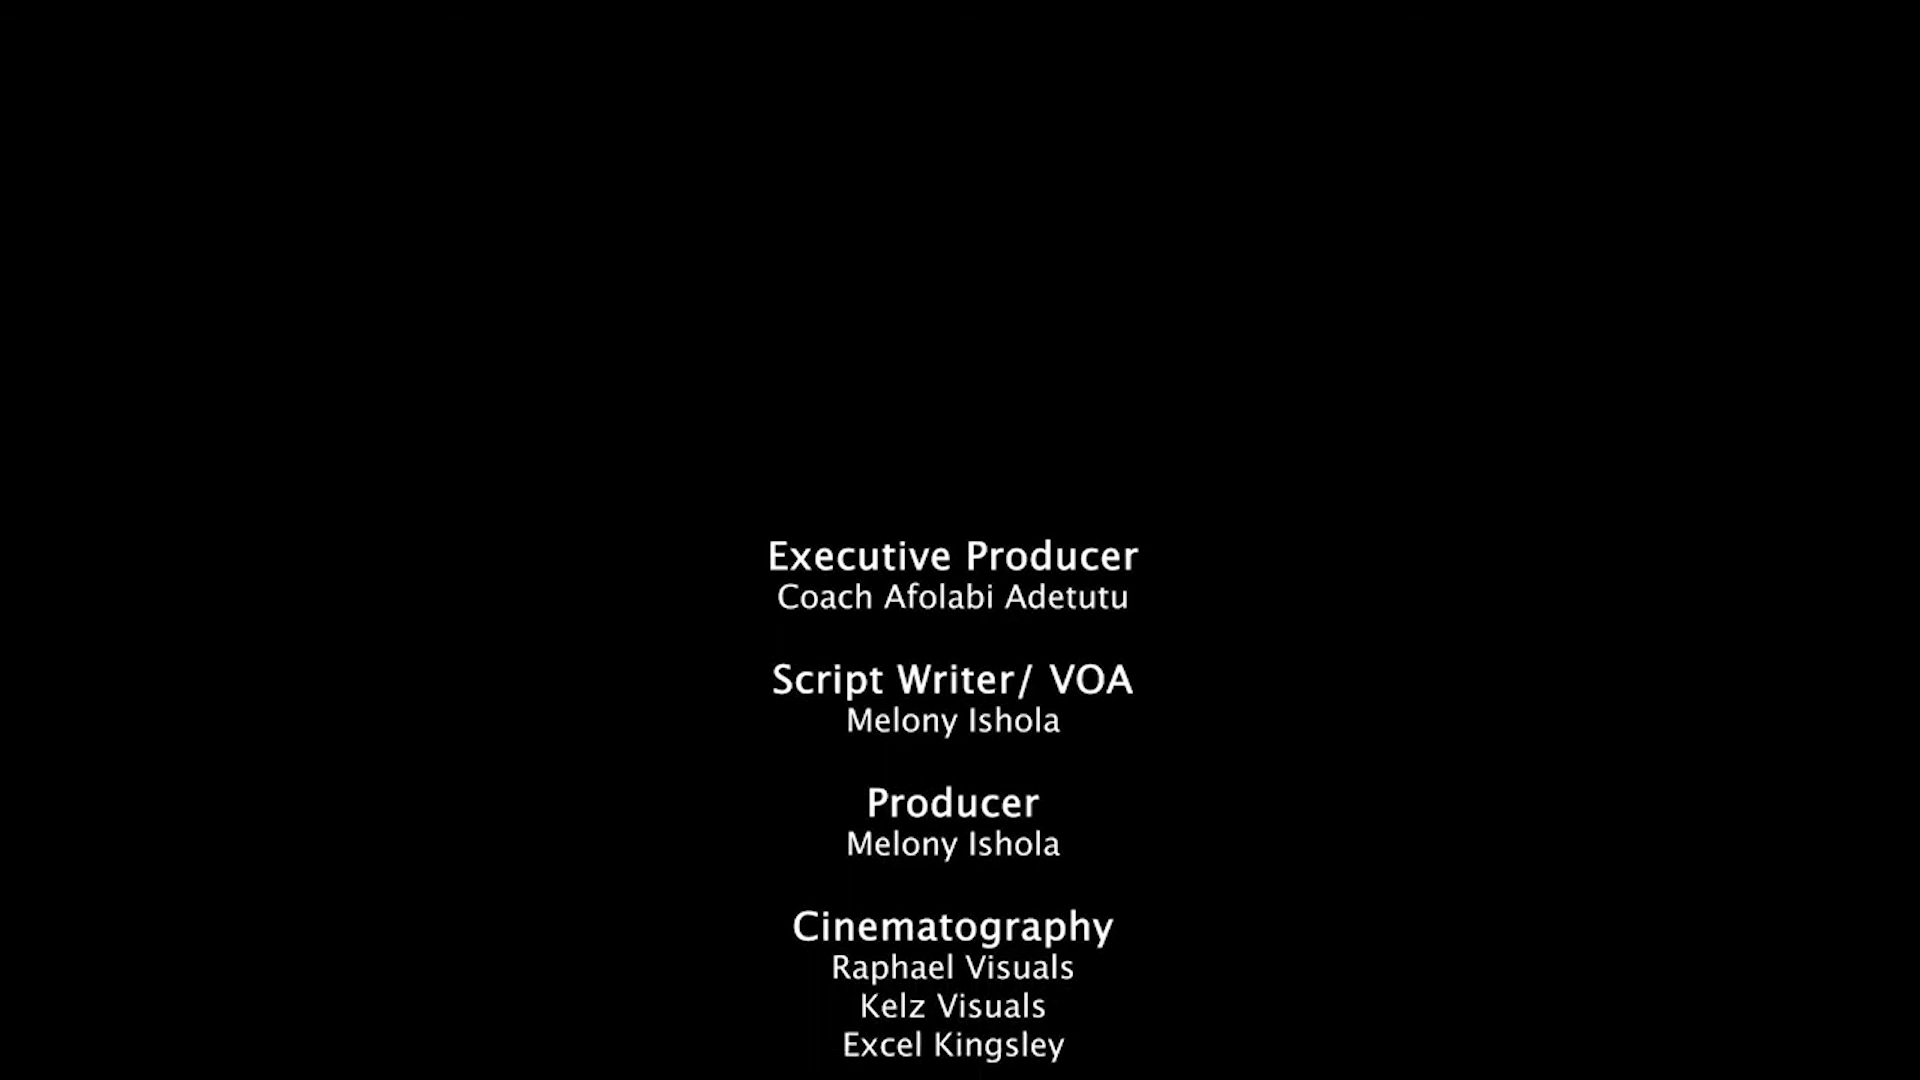 Executive Producer
Coach Afolabi Adetutu
Script Writer/ VOA
Melony Ishola
Producer
Melony Ishola
Cinematography
Raphael Visuals
Kelz Visuals
Excel Kingsley